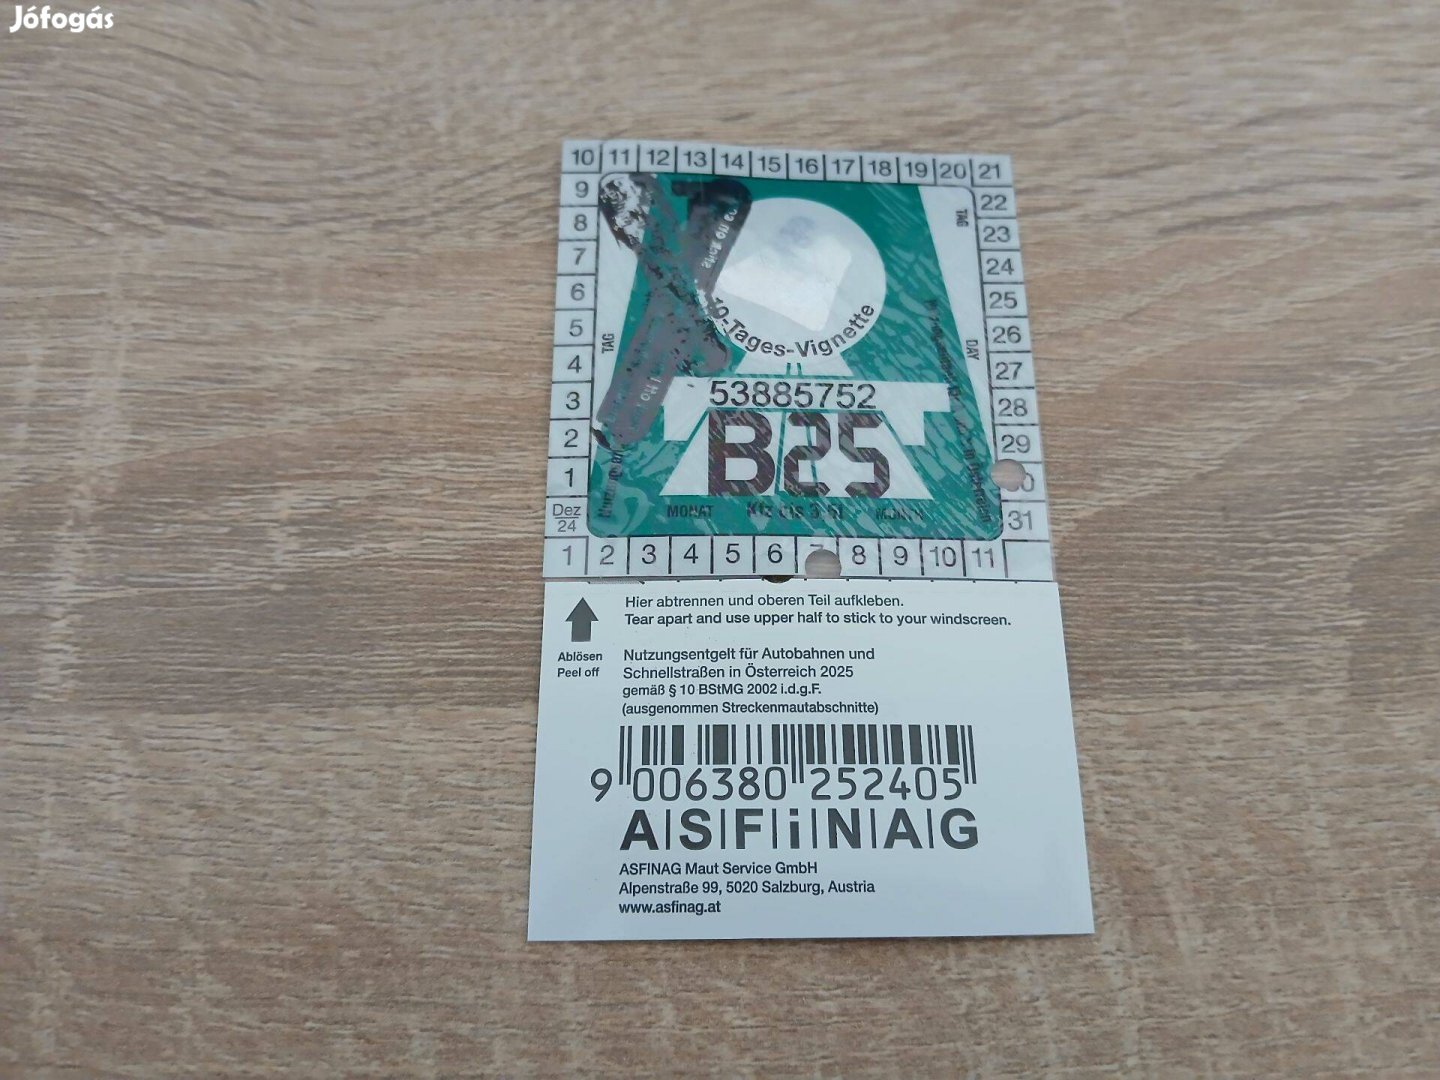 Jófogás
10 11 12 13 14 15 16 17 18 19 20 21
9 22
8 TAG 23
7 24
6 25
5 TAG 10-Tages-Vignette DAY 26
4 27
3 53885752 28
2 B25 29
1
Dez 24 MONAT Kfz bis 3,5t MONTH 31
1 2 3 4 5 6 8 9 10 11
Hier abtrennen und oberen Teil aufkleben.
Tear apart and use upper half to stick to your windscreen.
Ablösen
Peel off
Nutzungsentgelt für Autobahnen und
Schnellstraßen in Österreich 2025
gemäß § 10 BStMG 2002 i.d.g.F.
(ausgenommen Streckenmautabschnitte)
9 006380 252405
A|S|F|i|N|A|G
ASFINAG Maut Service GmbH
Alpenstraße 99, 5020 Salzburg, Austria
www.asfinag.at